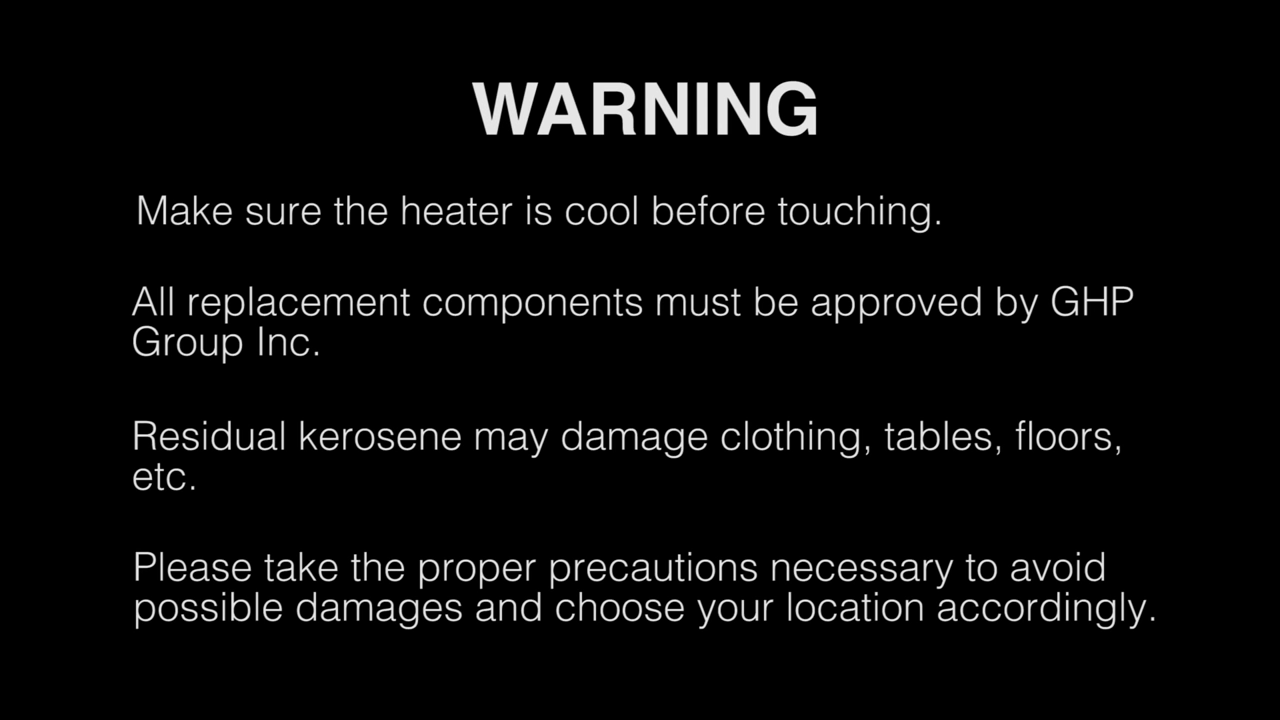 WARNING
Make sure the heater is cool before touching.
All replacement components must be approved by GHP
Group Inc.
Residual kerosene may damage clothing, tables, floors,
etc.
Please take the proper precautions necessary to avoid
possible damages and choose your location accordingly.